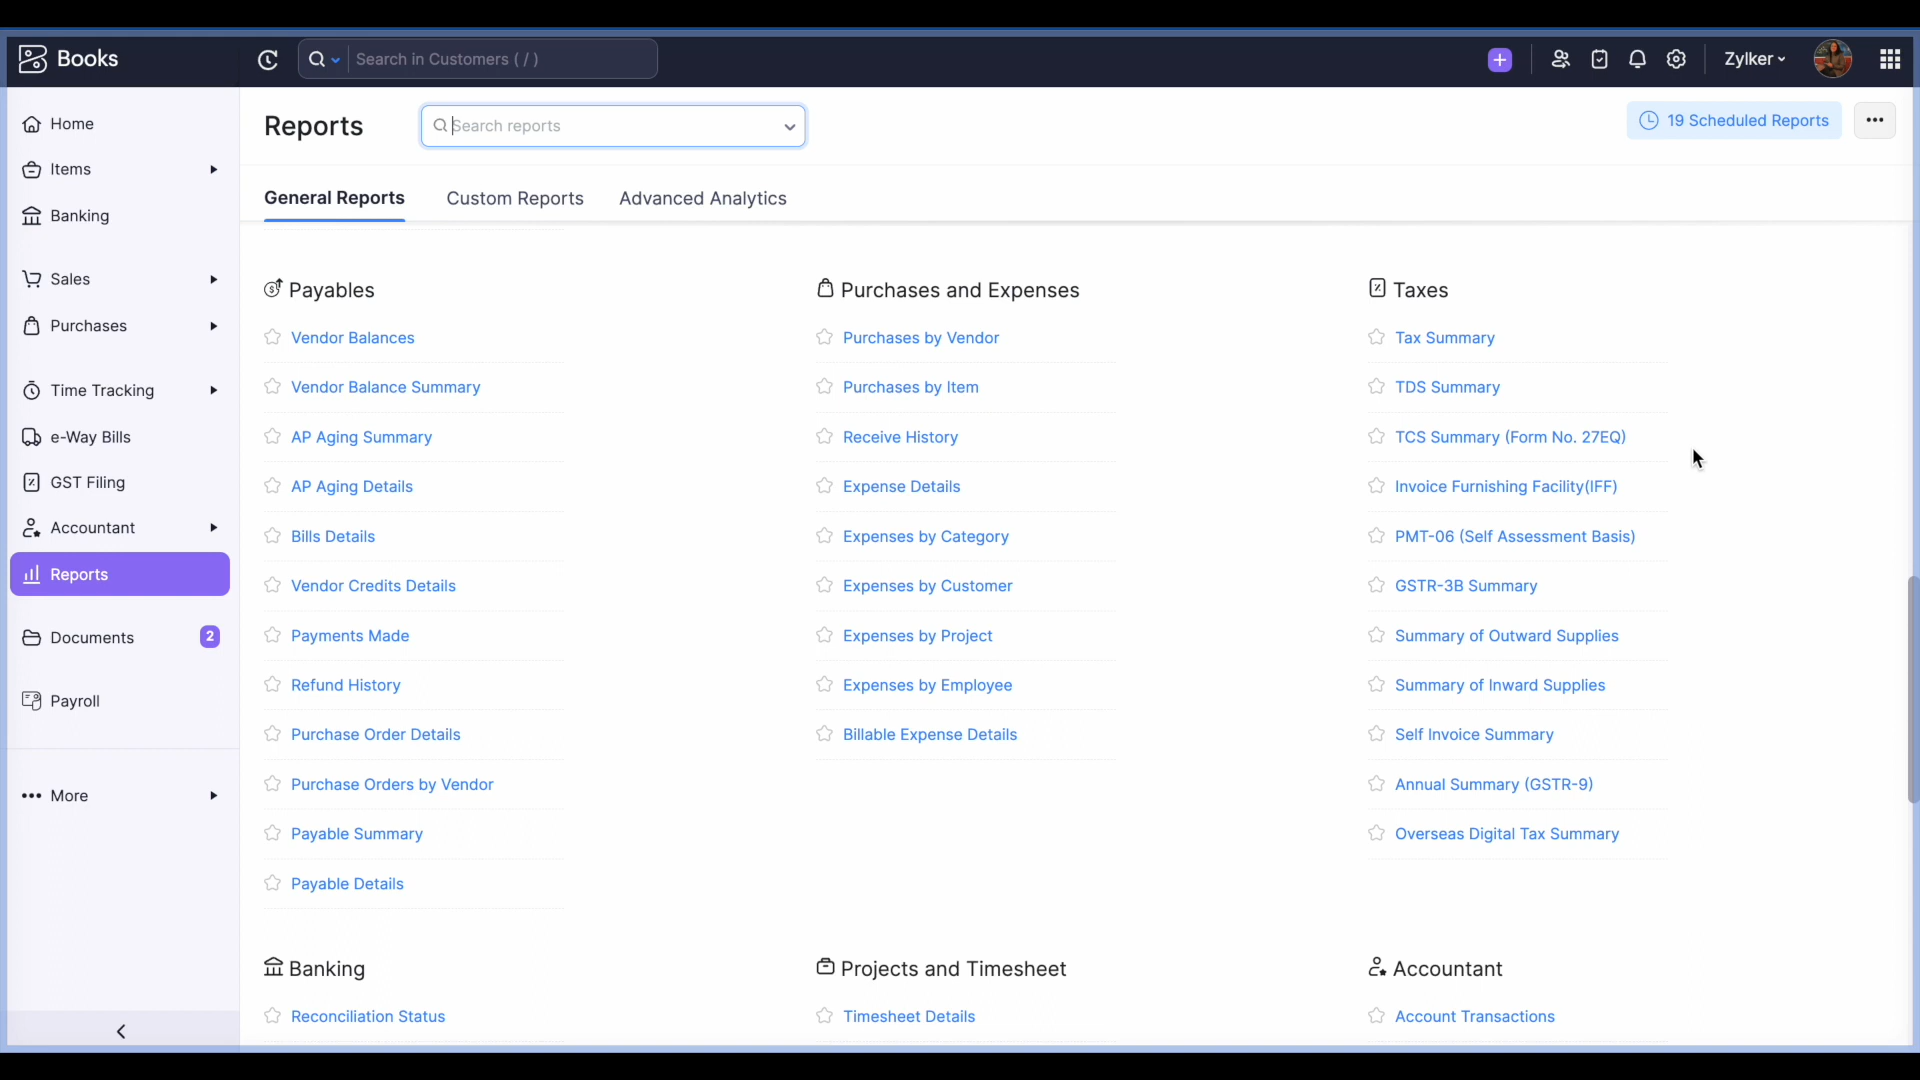 Books
Search in Customers ( / )
Zylker
Home
Items
Banking
Sales
Purchases
Time Tracking
e-Way Bills
GST Filing
Accountant
Reports
Documents 2
Payroll
More
Reports
Search reports
19 Scheduled Reports
General Reports
Custom Reports
Advanced Analytics
Payables
Vendor Balances
Vendor Balance Summary
AP Aging Summary
AP Aging Details
Bills Details
Vendor Credits Details
Payments Made
Refund History
Purchase Order Details
Purchase Orders by Vendor
Payable Summary
Payable Details
Purchases and Expenses
Purchases by Vendor
Purchases by Item
Receive History
Expense Details
Expenses by Category
Expenses by Customer
Expenses by Project
Expenses by Employee
Billable Expense Details
Taxes
Tax Summary
TDS Summary
TCS Summary (Form No. 27EQ)
Invoice Furnishing Facility(IFF)
PMT-06 (Self Assessment Basis)
GSTR-3B Summary
Summary of Outward Supplies
Summary of Inward Supplies
Self Invoice Summary
Annual Summary (GSTR-9)
Overseas Digital Tax Summary
Banking
Reconciliation Status
Projects and Timesheet
Timesheet Details
Accountant
Account Transactions